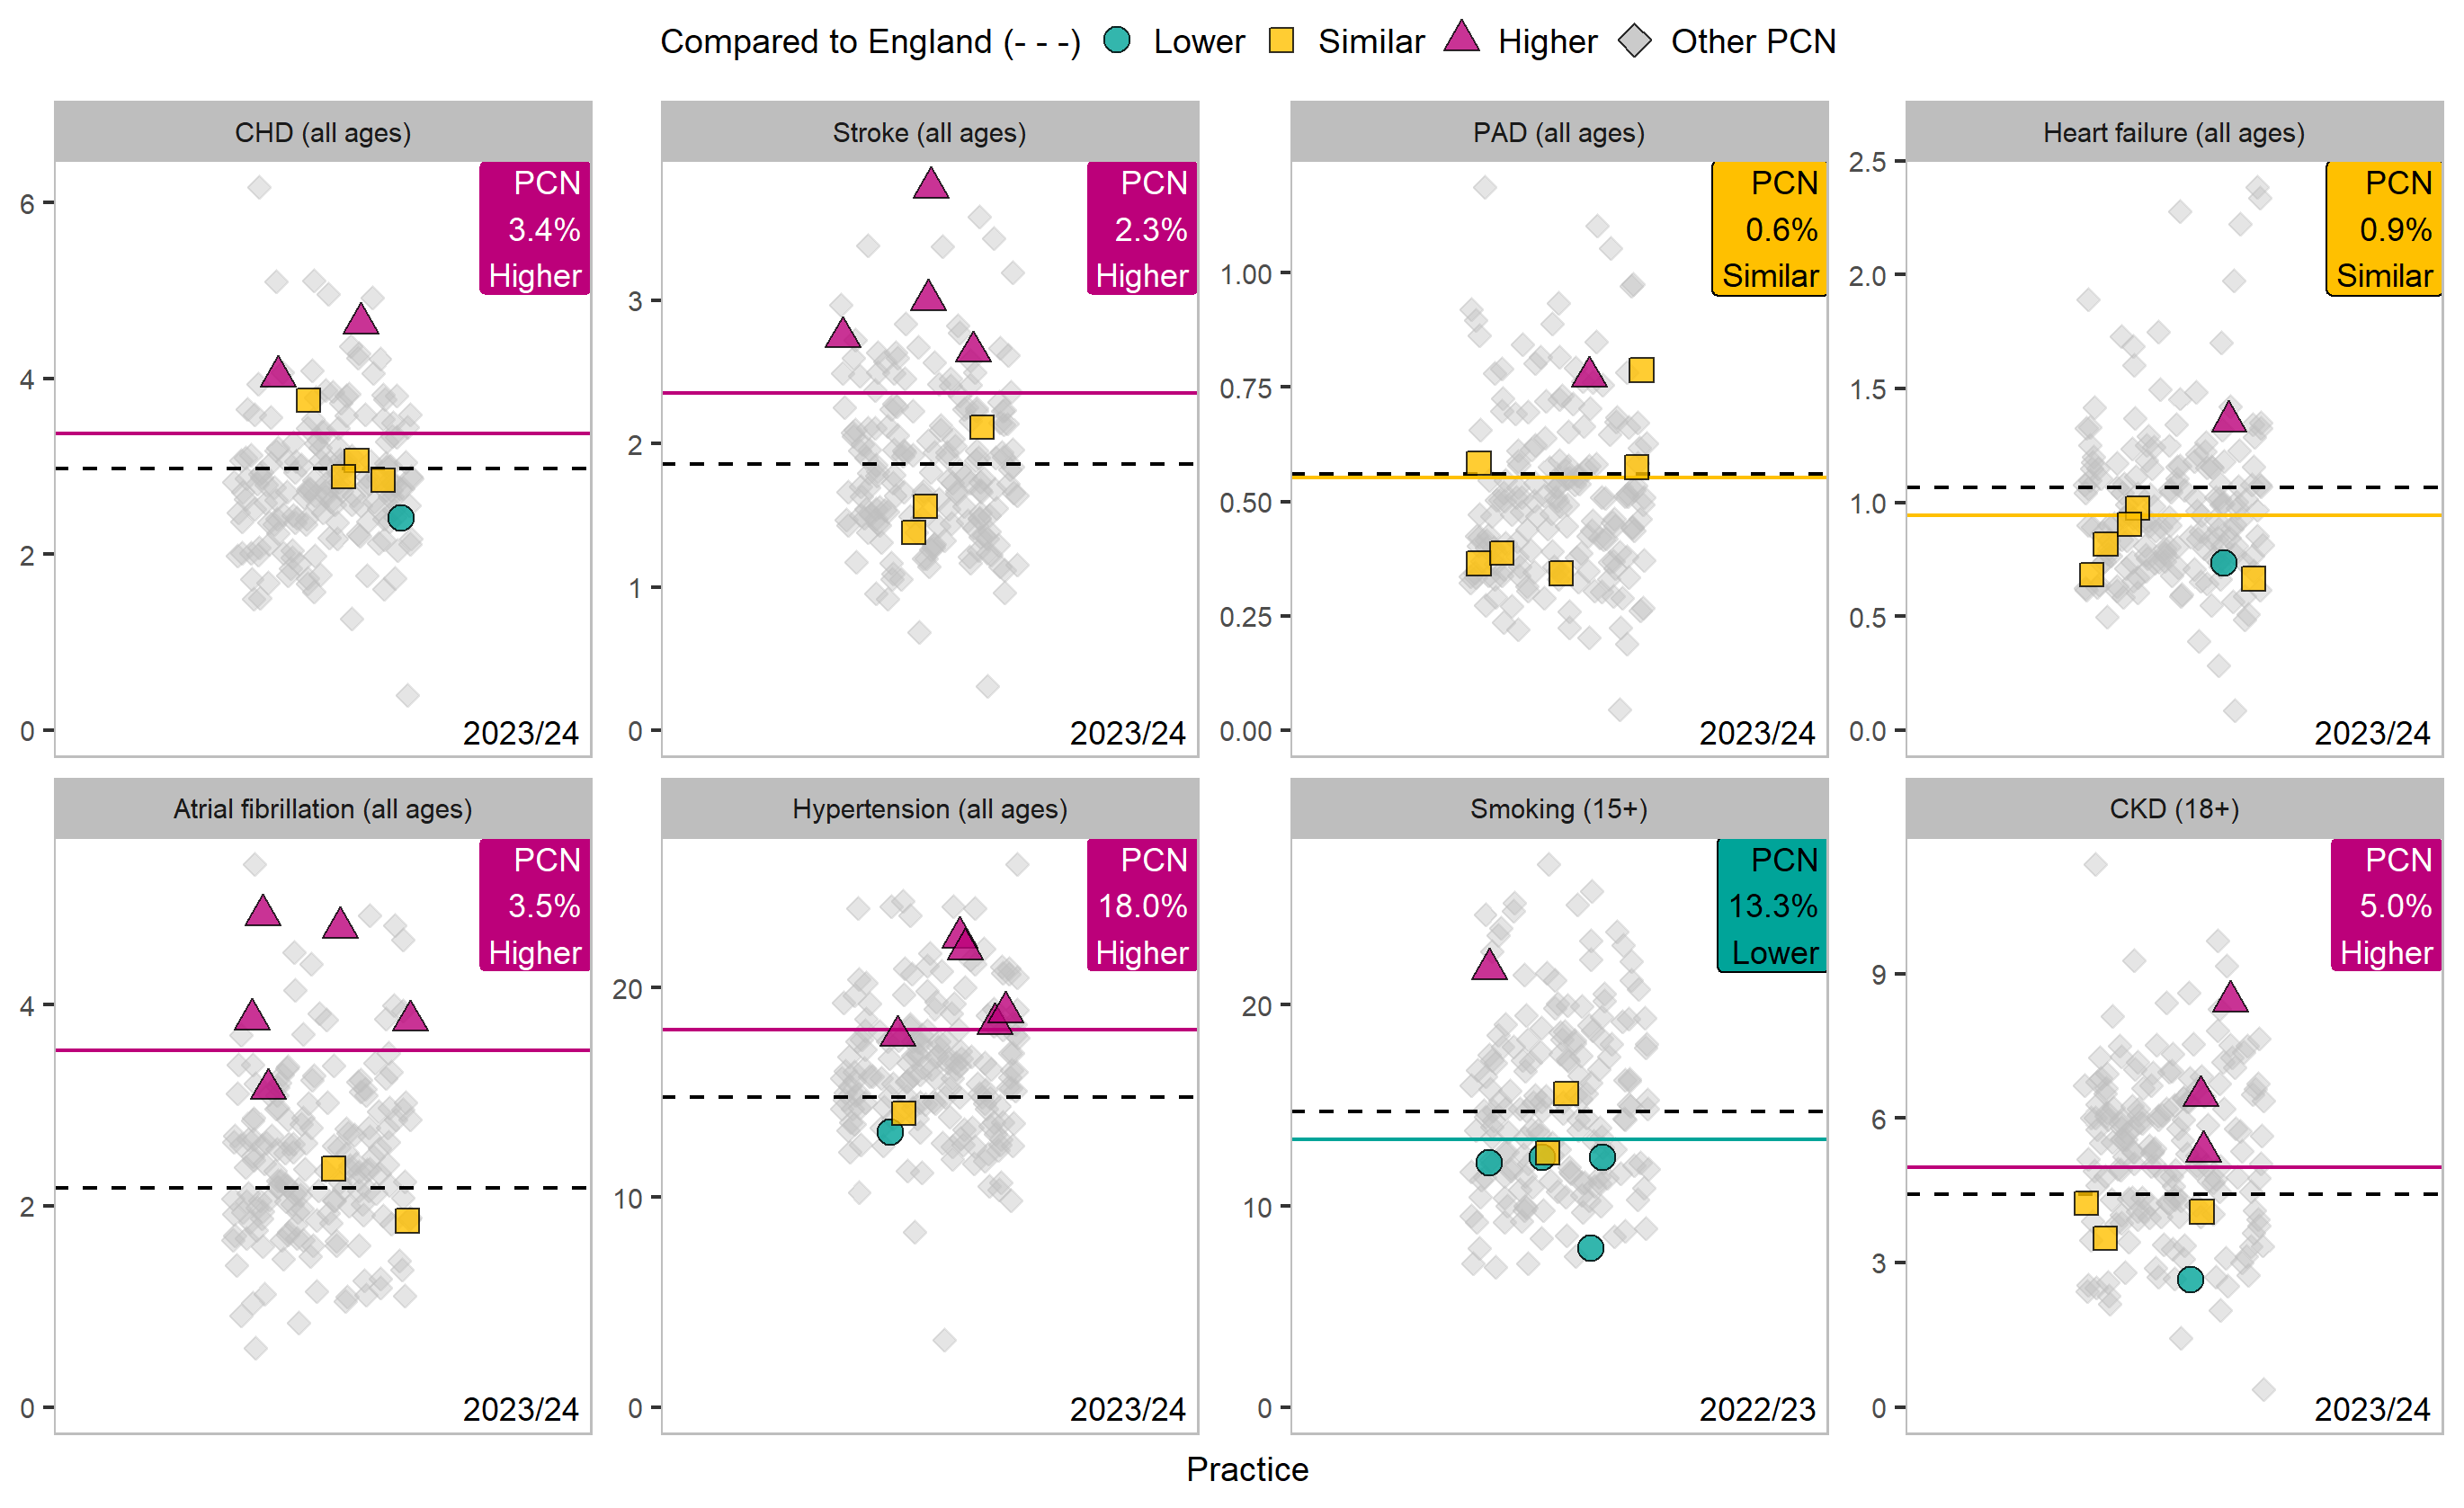 Compared to England (- - -) Lower Similar Higher Other PCN
CHD (all ages)
PCN
3.4%
Higher
6
4
2
0
2023/24
Stroke (all ages)
PCN
2.3%
Higher
3
2
1
0
2023/24
PAD (all ages)
PCN
0.6%
Similar
1.00
0.75
0.50
0.25
0.00
2023/24
Heart failure (all ages)
PCN
0.9%
Similar
2.5
2.0
1.5
1.0
0.5
0.0
2023/24
Atrial fibrillation (all ages)
PCN
3.5%
Higher
4
2
0
2023/24
Hypertension (all ages)
PCN
18.0%
Higher
20
10
0
2023/24
Smoking (15+)
PCN
13.3%
Lower
20
10
0
2022/23
CKD (18+)
PCN
5.0%
Higher
9
6
3
0
2023/24
Practice